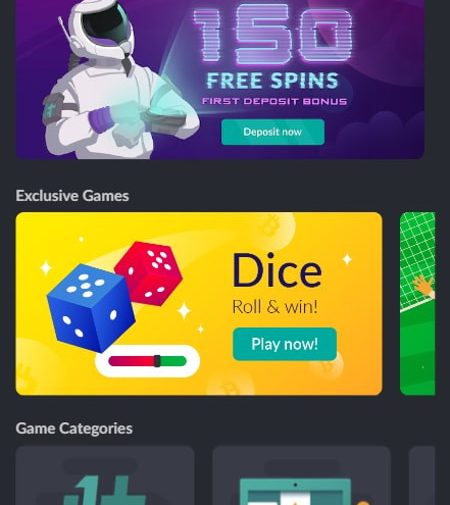 150
FREE SPINS
FIRST DEPOSIT BONUS
Deposit now
Exclusive Games
Dice
Roll & win!
Play now!
Game Categories